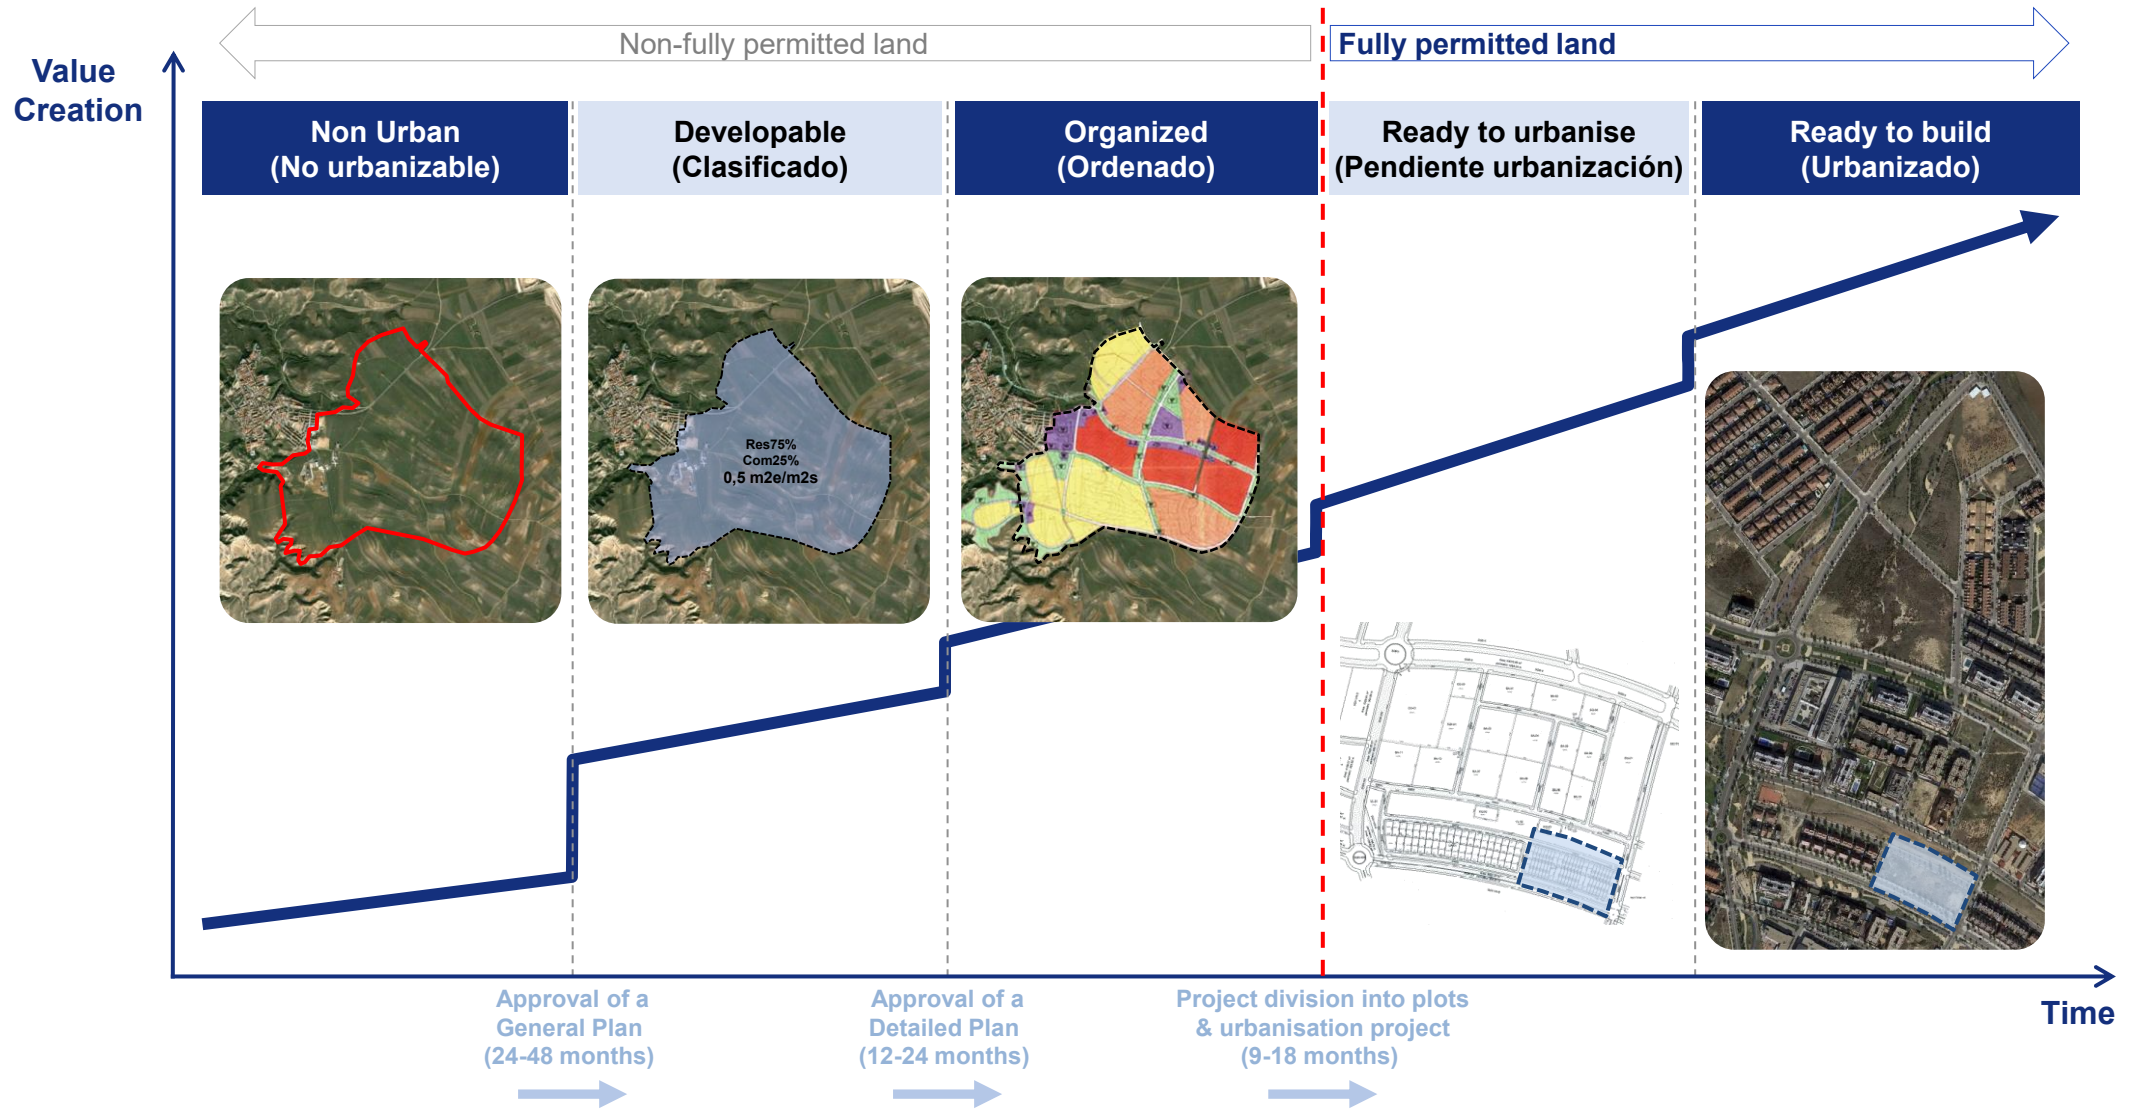 Non-fully permitted land
Fully permitted land
Value
Creation
Non Urban
(No urbanizable)
Developable
(Clasificado)
Organized
(Ordenado)
Ready to urbanise
(Pendiente urbanización)
Ready to build
(Urbanizado)
Res75%
Com25%
0,5 m2e/m2s
Time
Approval of a
General Plan
(24-48 months)
Approval of a
Detailed Plan
(12-24 months)
Project division into plots
& urbanisation project
(9-18 months)